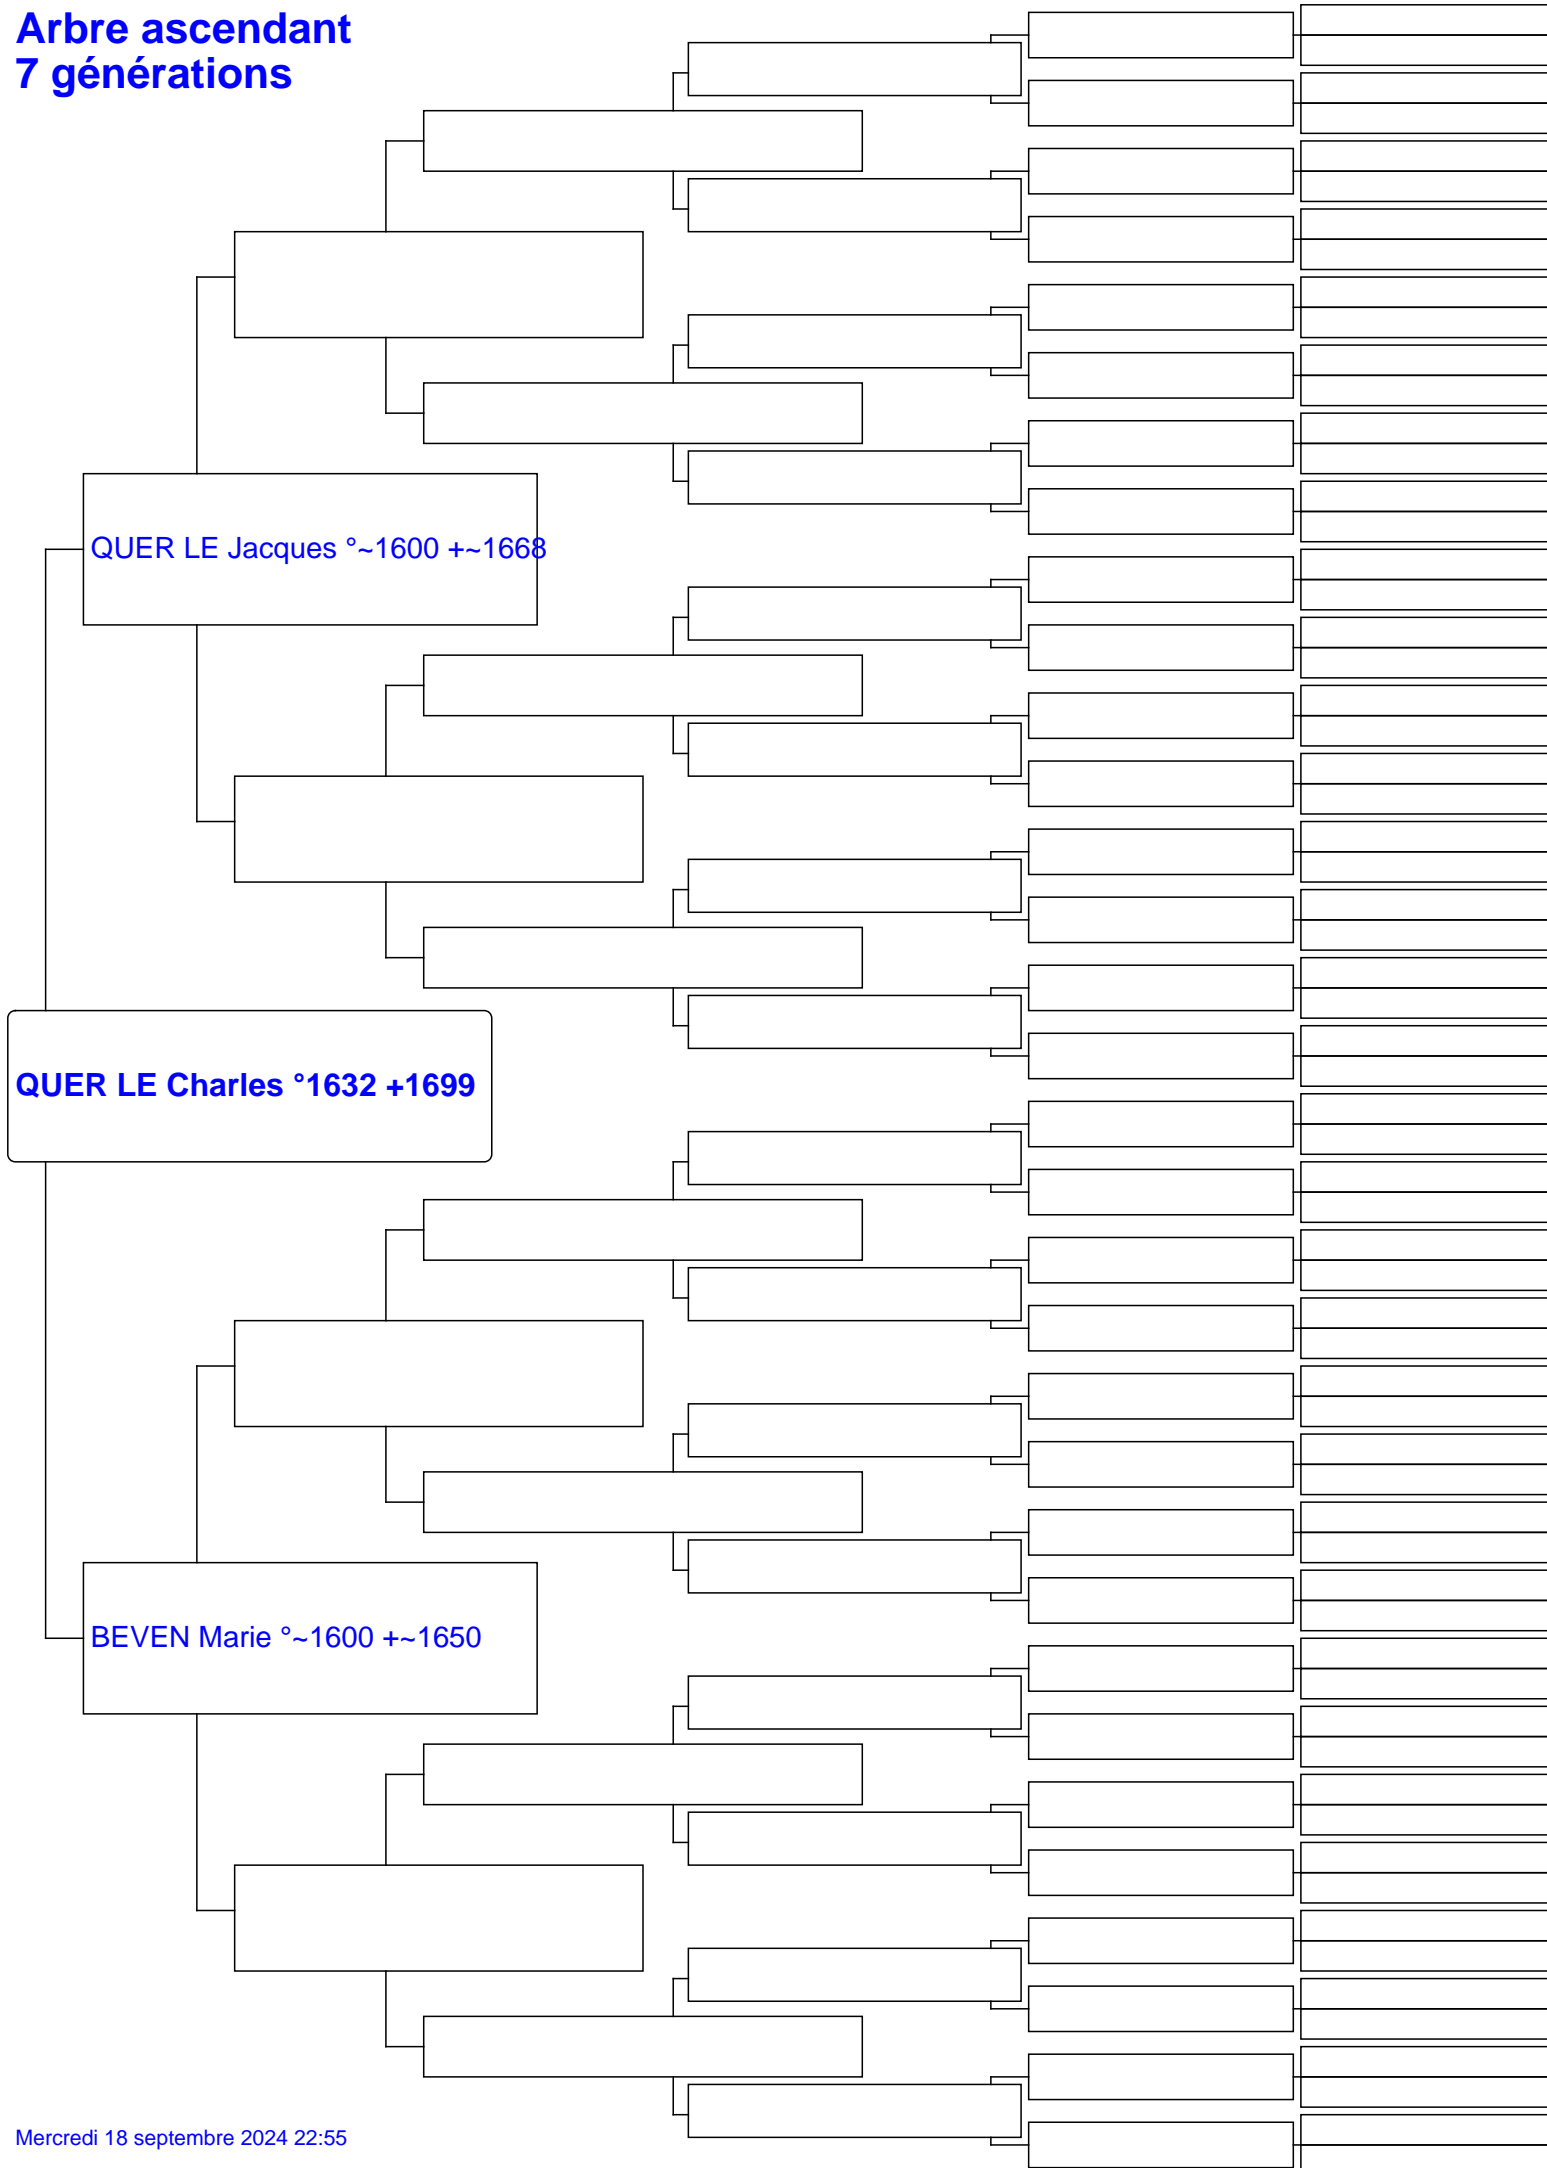 Arbre ascendant
7 générations
QUER LE Jacques °~1600 +~1668
QUER LE Charles °1632 +1699
BEVEN Marie °~1600 +~1650
Mercredi 18 septembre 2024 22:55